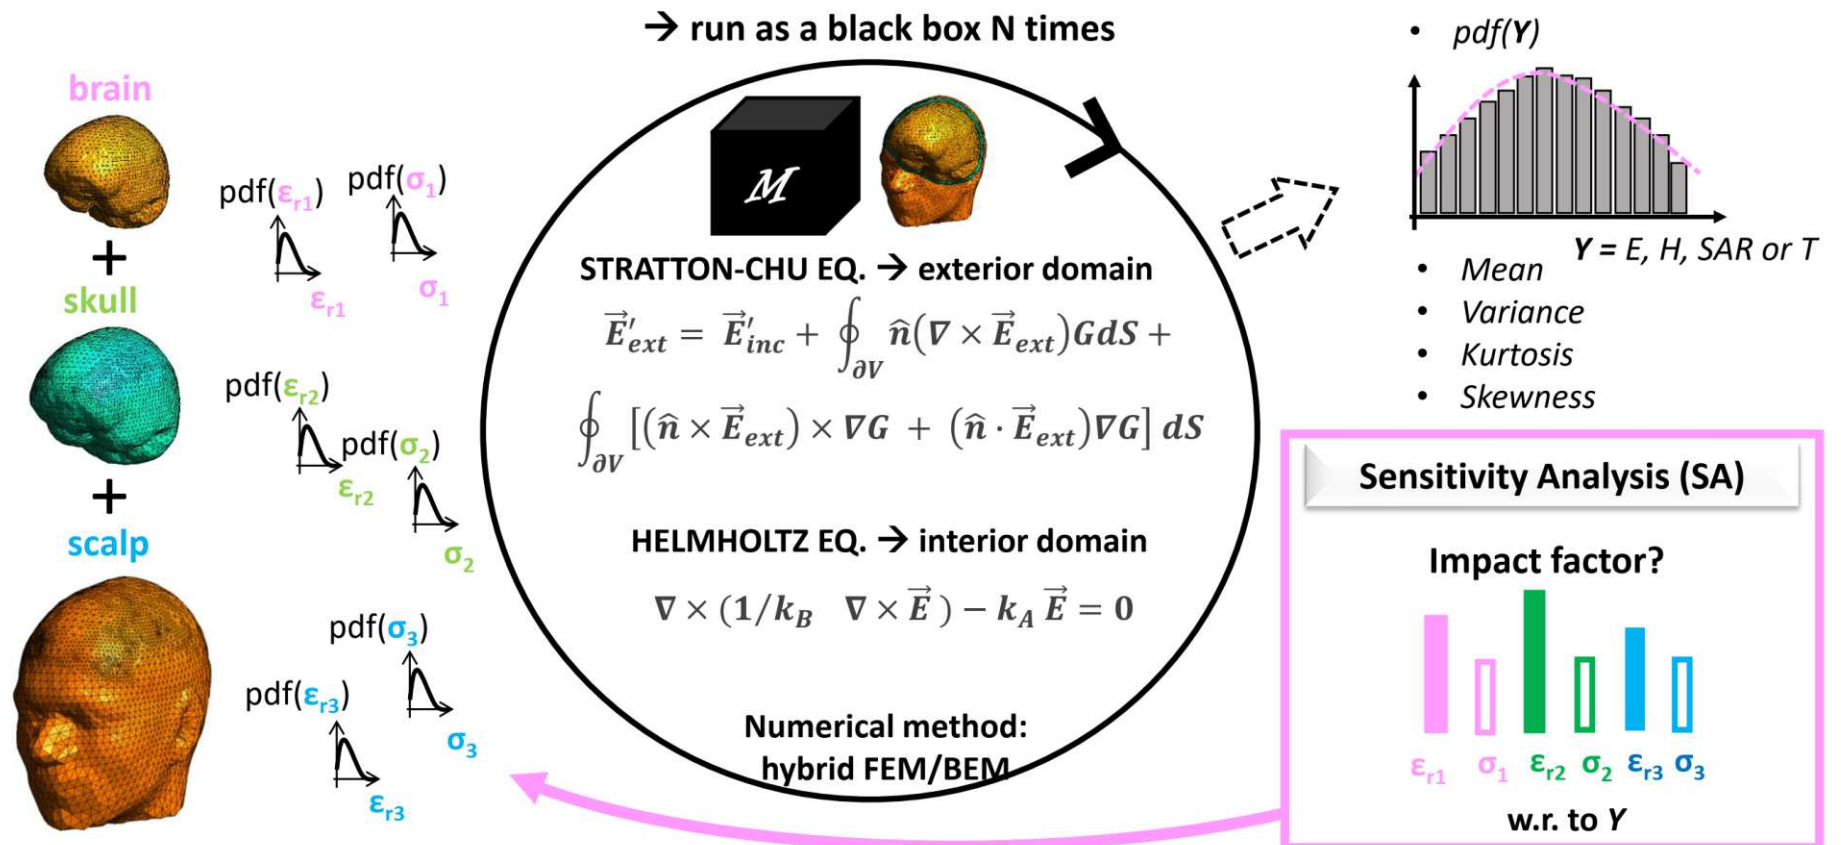 → run as a black box N times
brain
+
skull
+
scalp
pdf(εr1)
εr1
pdf(σ1)
σ1
pdf(εr2)
εr2
pdf(σ2)
σ2
pdf(σ3)
σ3
pdf(εr3)
εr3
M
STRATTON-CHU EQ. → exterior domain
E⃗′ext = E⃗′inc + ∮∂V n̂(∇ × E⃗ext)GdS +
∮∂V [(n̂ × E⃗ext) × ∇G + (n̂ · E⃗ext)∇G] dS
HELMHOLTZ EQ. → interior domain
∇ × (1/kB ∇ × E⃗ ) − kA E⃗ = 0
Numerical method:
hybrid FEM/BEM
• pdf(Y)
Y = E, H, SAR or T
• Mean
• Variance
• Kurtosis
• Skewness
Sensitivity Analysis (SA)
Impact factor?
εr1 σ1 εr2 σ2 εr3 σ3
w.r. to Y